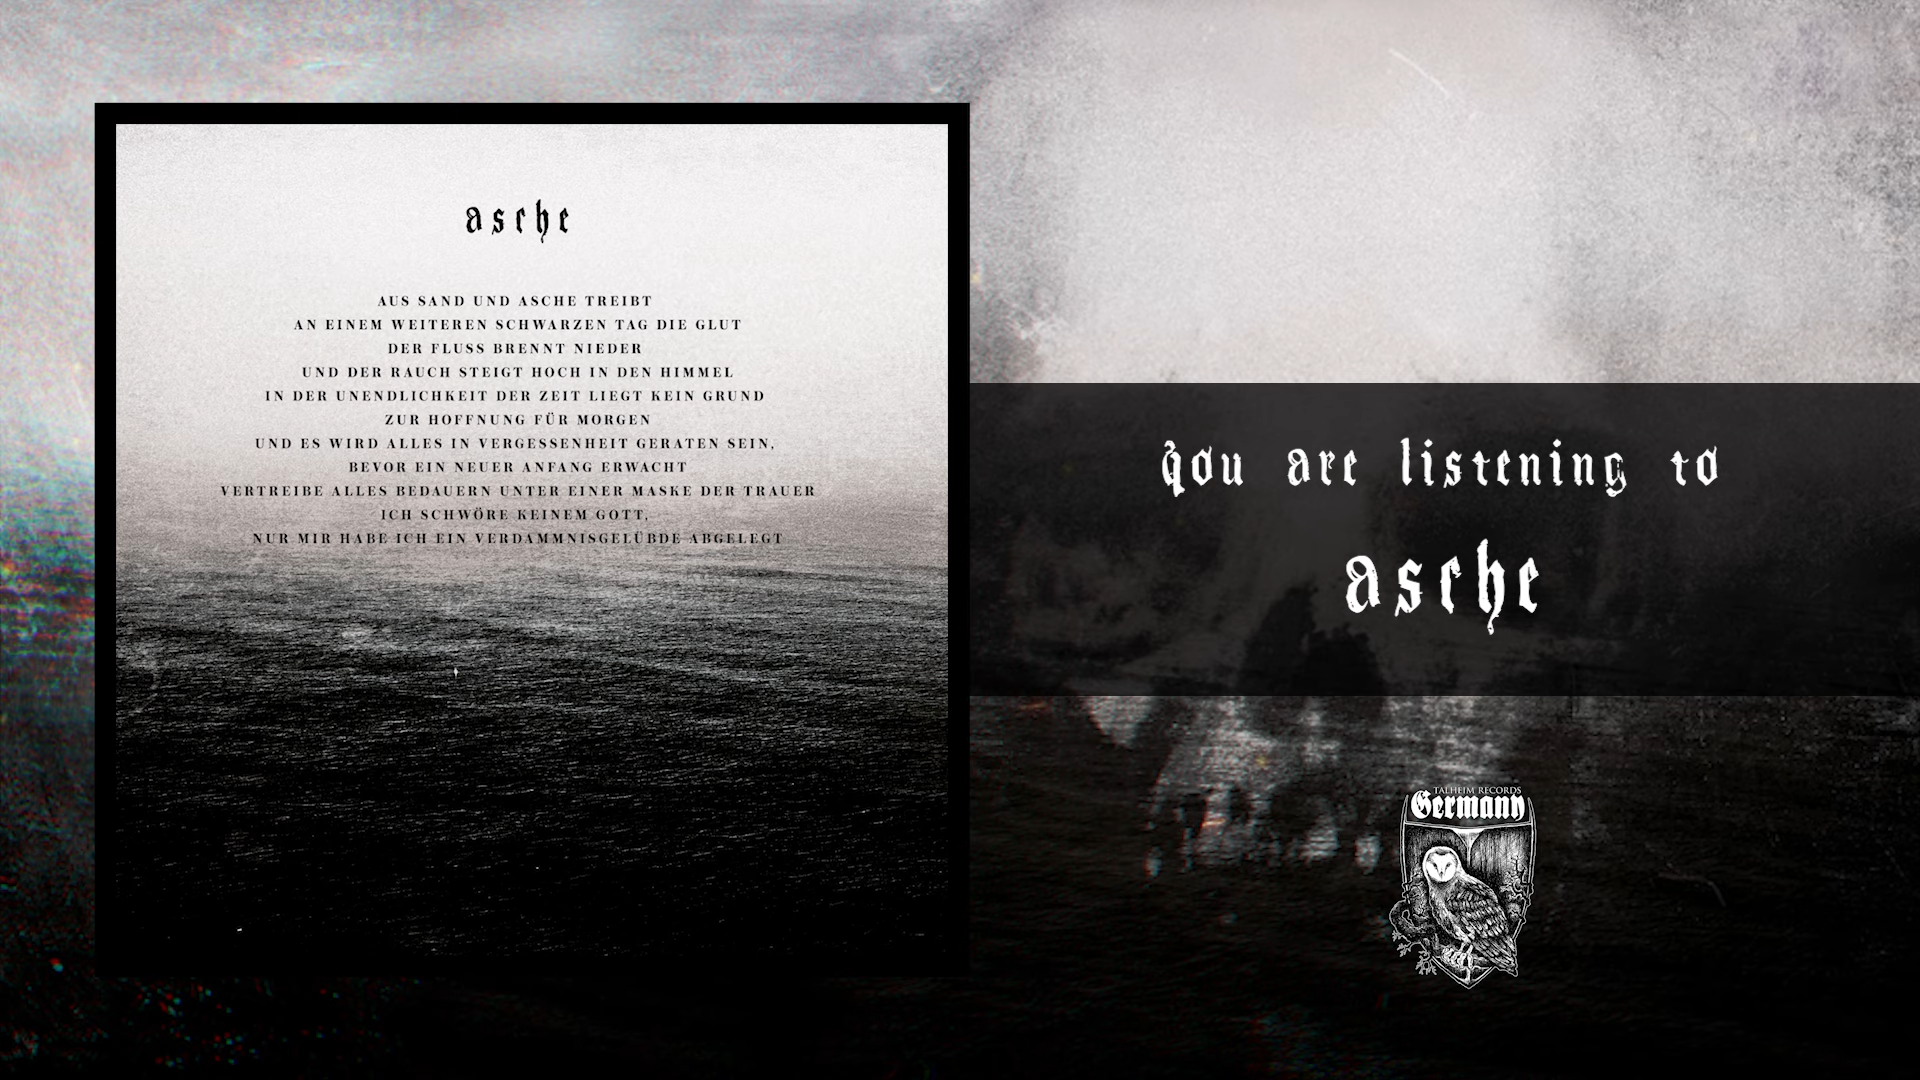 asche
AUS SAND UND ASCHE TREIBT
AN EINEM WEITEREN SCHWARZEN TAG DIE GLUT
DER FLUSS BRENNT NIEDER
UND DER RAUCH STEIGT HOCH IN DEN HIMMEL
IN DER UNENDLICHKEIT DER ZEIT LIEGT KEIN GRUND
ZUR HOFFNUNG FÜR MORGEN
UND ES WIRD ALLES IN VERGESSENHEIT GERATEN SEIN,
BEVOR EIN NEUER ANFANG ERWACHT
VERTREIBE ALLES BEDAUERN UNTER EINER MASKE DER TRAUER
ICH SCHWÖRE KEINEM GOTT,
NUR MIR HABE ICH EIN VERDAMMNISGELÜBDE ABGELEGT
you are listening to
asche
TALHEIM RECORDS
Germany